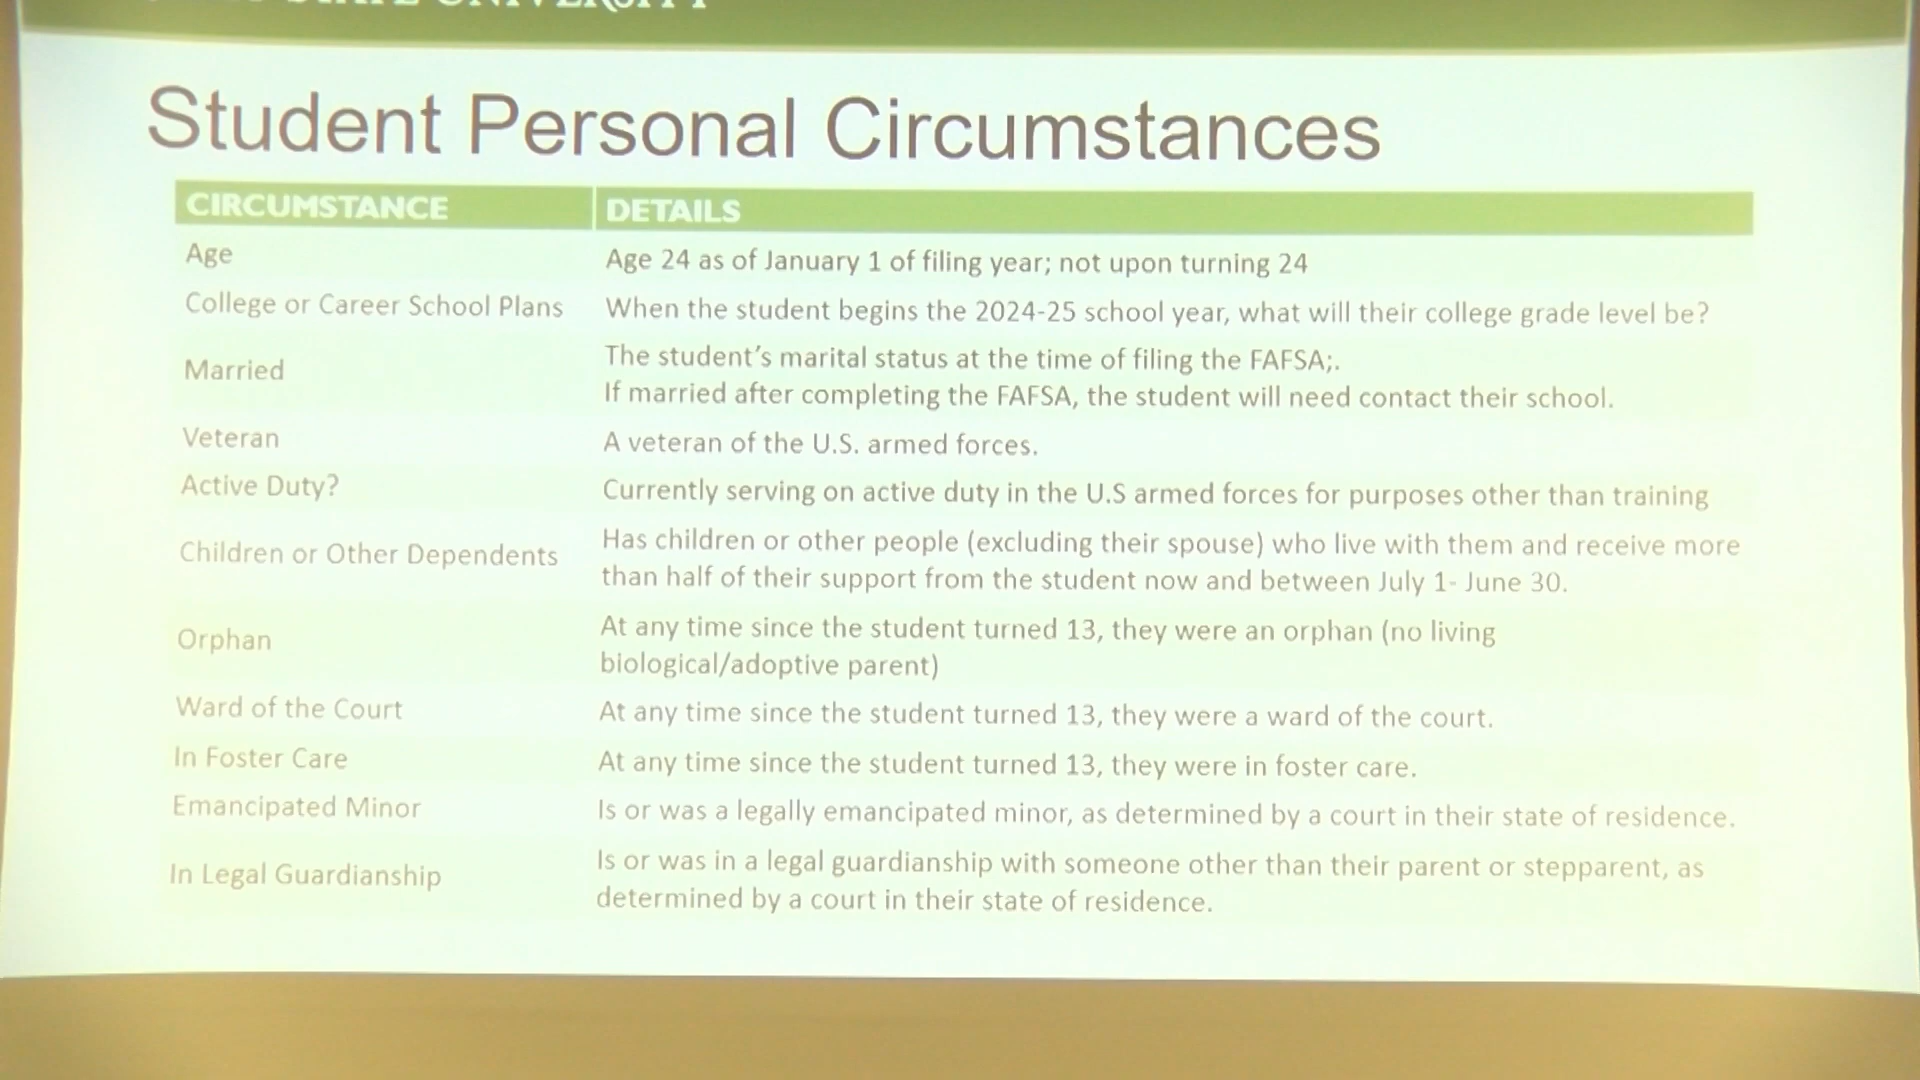 STATE UNIVERSITY
Student Personal Circumstances
CIRCUMSTANCE DETAILS
Age Age 24 as of January 1 of filing year; not upon turning 24
College or Career School Plans When the student begins the 2024-25 school year, what will their college grade level be?
Married The student's marital status at the time of filing the FAFSA;.
If married after completing the FAFSA, the student will need contact their school.
Veteran A veteran of the U.S. armed forces.
Active Duty? Currently serving on active duty in the U.S armed forces for purposes other than training
Children or Other Dependents Has children or other people (excluding their spouse) who live with them and receive more
than half of their support from the student now and between July 1- June 30.
Orphan At any time since the student turned 13, they were an orphan (no living
biological/adoptive parent)
Ward of the Court At any time since the student turned 13, they were a ward of the court.
In Foster Care At any time since the student turned 13, they were in foster care.
Emancipated Minor Is or was a legally emancipated minor, as determined by a court in their state of residence.
In Legal Guardianship Is or was in a legal guardianship with someone other than their parent or stepparent, as
determined by a court in their state of residence.